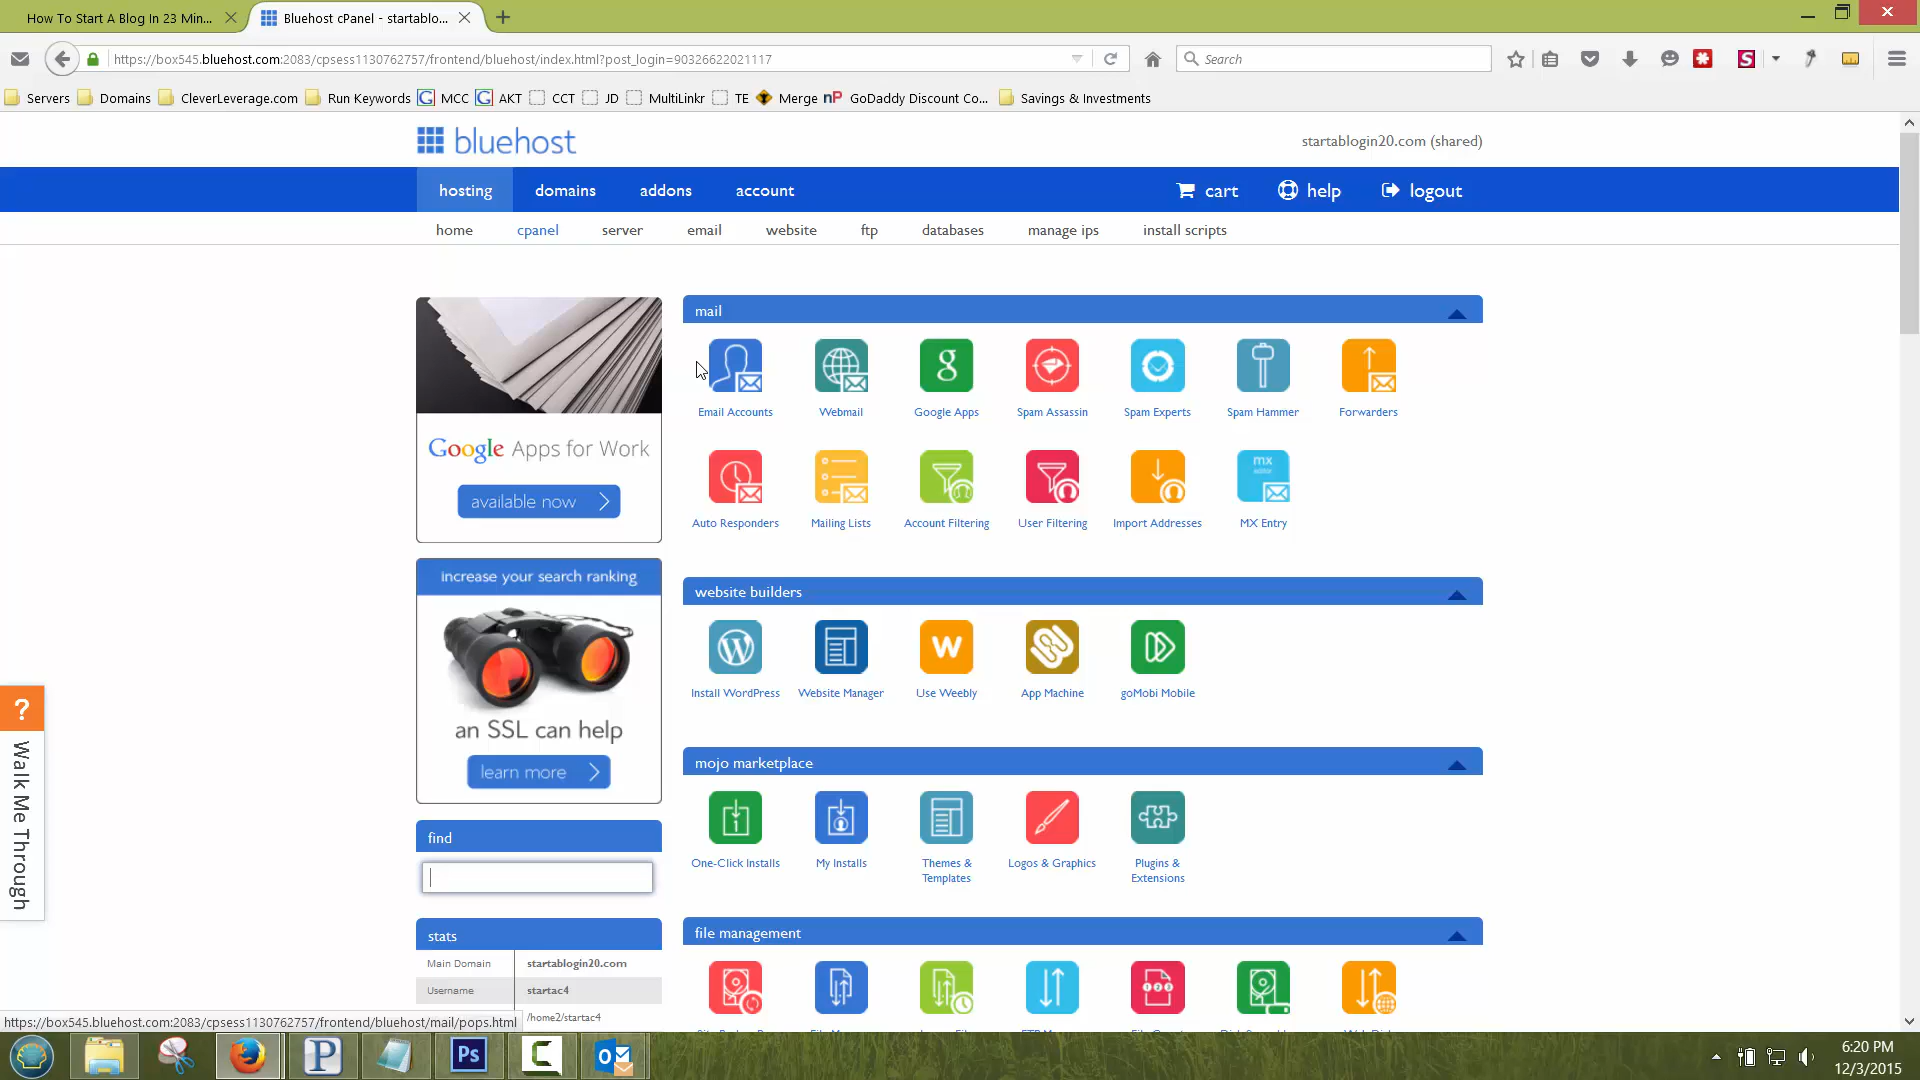 How To Start A Blog In 23 Min...
Bluehost cPanel - startablo...
https://box545.bluehost.com:2083/cpsess1130762757/frontend/bluehost/index.html?post_login=90326622021117
Search
Servers Domains CleverLeverage.com Run Keywords MCC AKT CCT JD MultiLinkr TE Merge nP GoDaddy Discount Co... Savings & Investments
bluehost
startablogin20.com (shared)
hosting domains addons account cart help logout
home cpanel server email website ftp databases manage ips install scripts
mail
Email Accounts Webmail Google Apps Spam Assassin Spam Experts Spam Hammer Forwarders
mx
editor
Auto Responders Mailing Lists Account Filtering User Filtering Import Addresses MX Entry
Google Apps for Work
available now
increase your search ranking
an SSL can help
learn more
website builders
Install WordPress Website Manager Use Weebly App Machine goMobi Mobile
mojo marketplace
One-Click Installs My Installs Themes & Templates Logos & Graphics Plugins & Extensions
find
stats
Main Domain startablogin20.com
Username startac4
/home2/startac4
file management
? Walk Me Through
https://box545.bluehost.com:2083/cpsess1130762757/frontend/bluehost/mail/pops.html
6:20 PM
12/3/2015